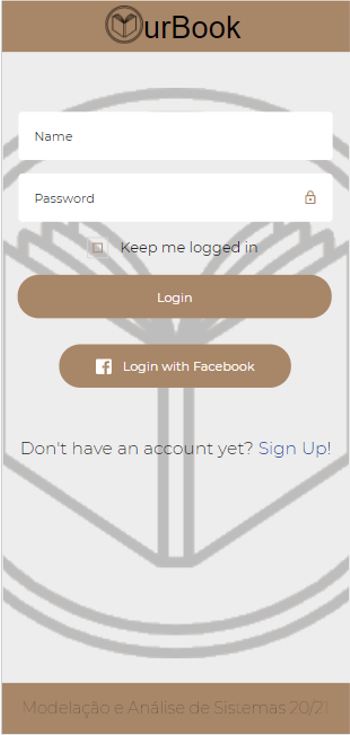 urBook
Name
Password
Keep me logged in
Login
Login with Facebook
Don't have an account yet? Sign Up!
Modelação e Análise de Sistemas 20/21